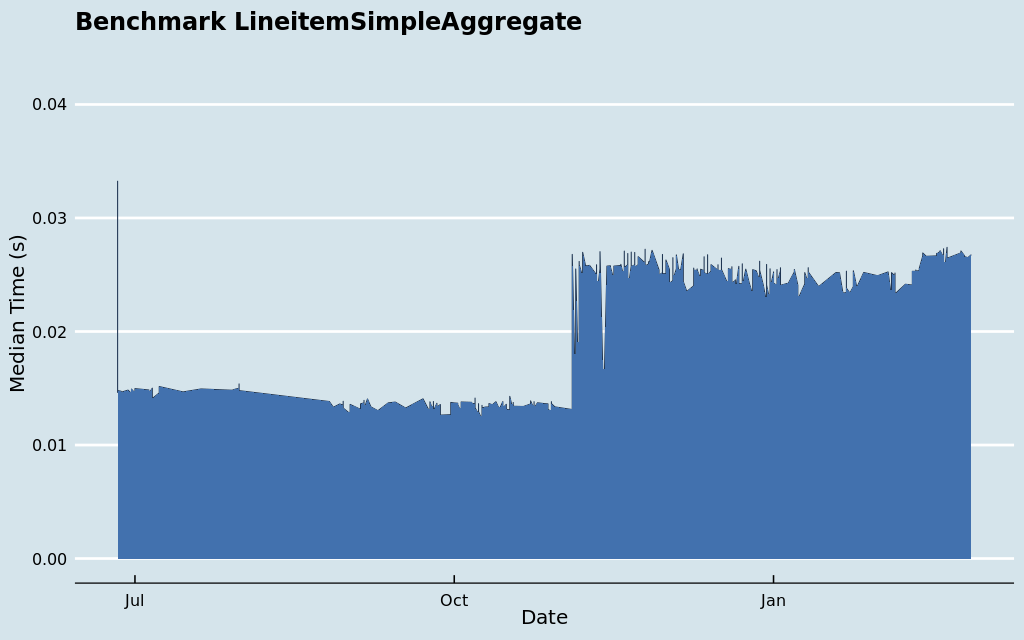 Benchmark LineitemSimpleAggregate
0.04
0.03
0.02
0.01
0.00
Median Time (s)
Jul
Oct
Jan
Date